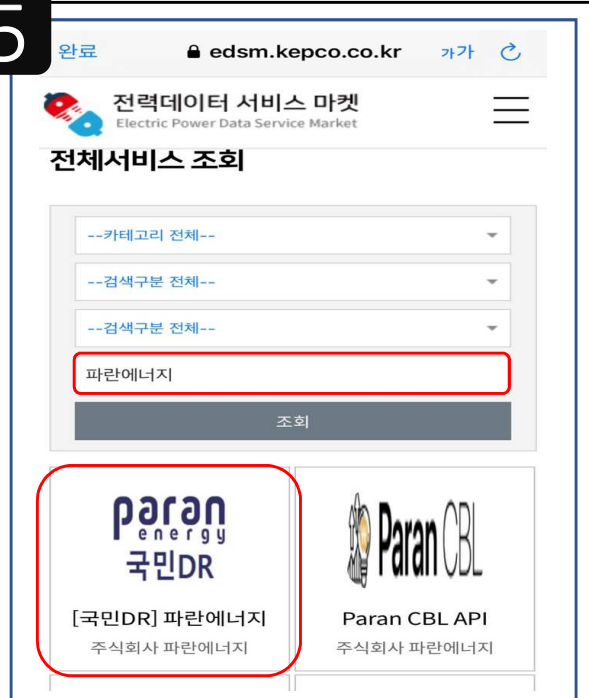 5
완료 edsm.kepco.co.kr 가가
전력데이터 서비스 마켓
Electric Power Data Service Market
전체서비스 조회
--카테고리 전체--
--검색구분 전체--
--검색구분 전체--
파란에너지
조회
paran
energy
국민DR
[국민DR] 파란에너지
주식회사 파란에너지
Paran CBL
Paran CBL API
주식회사 파란에너지